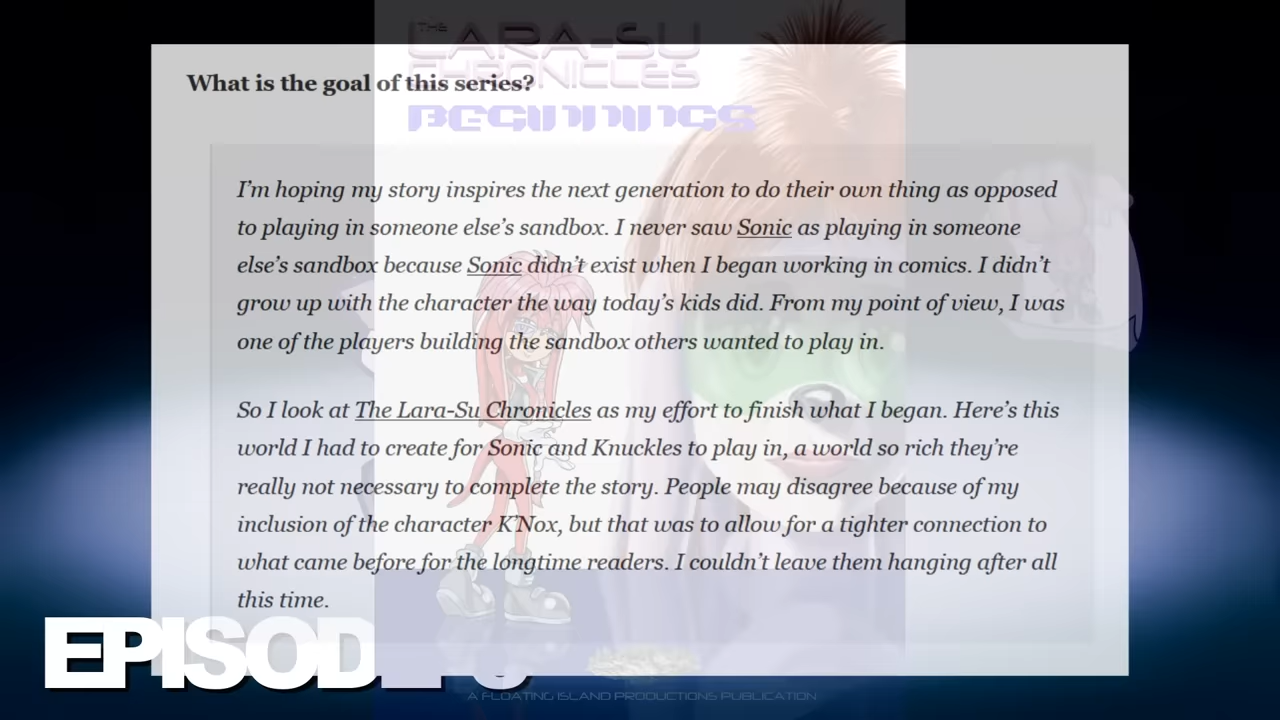 THE
LARA-SU
CHRONICLES
BEGINNINGS
What is the goal of this series?
I'm hoping my story inspires the next generation to do their own thing as opposed
to playing in someone else's sandbox. I never saw Sonic as playing in someone
else's sandbox because Sonic didn't exist when I began working in comics. I didn't
grow up with the character the way today's kids did. From my point of view, I was
one of the players building the sandbox others wanted to play in.
So I look at The Lara-Su Chronicles as my effort to finish what I began. Here's this
world I had to create for Sonic and Knuckles to play in, a world so rich they're
really not necessary to complete the story. People may disagree because of my
inclusion of the character K'Nox, but that was to allow for a tighter connection to
what came before for the longtime readers. I couldn't leave them hanging after all
this time.
A FLOATING ISLAND PRODUCTIONS PUBLICATION